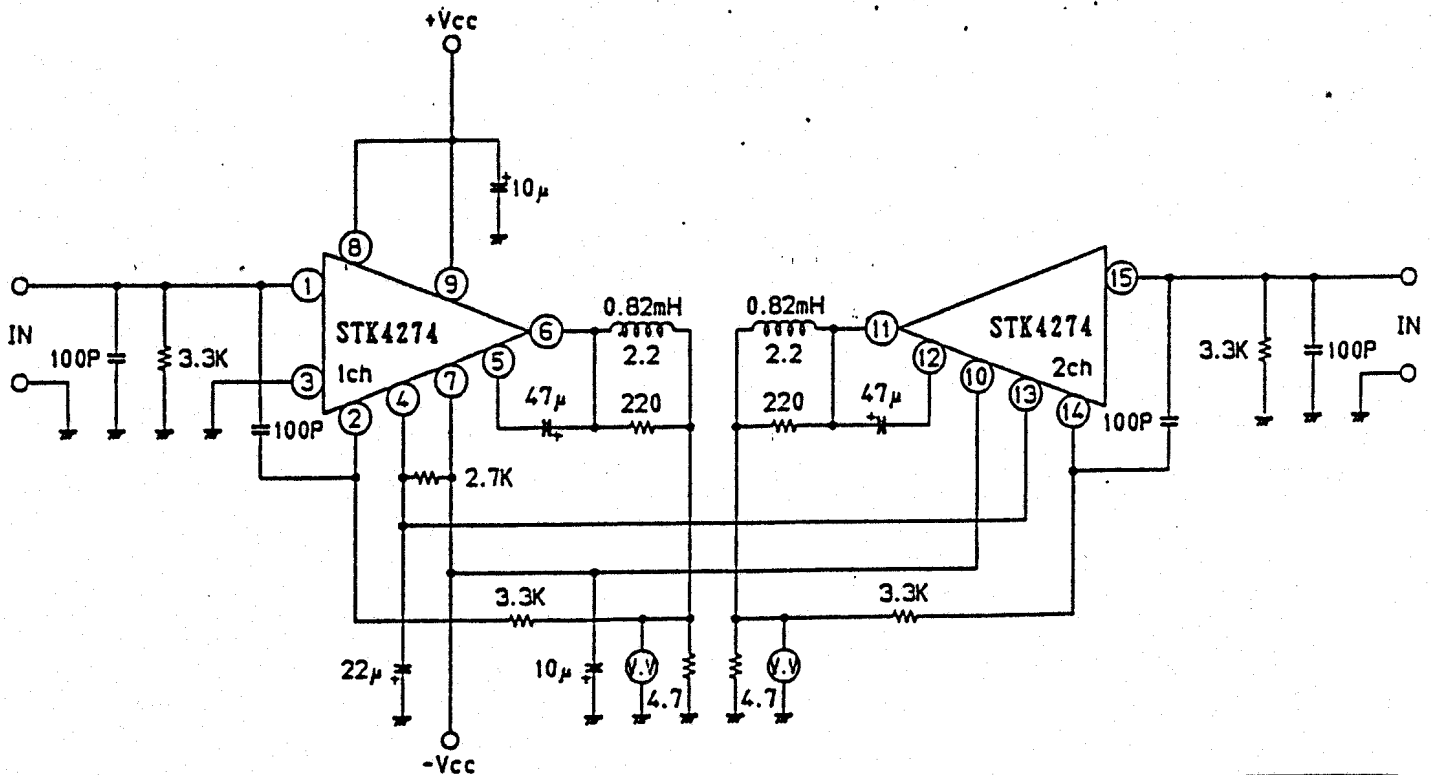 +Vcc
+
10μ
8
9
1
15
IN
STK4274
6
0.82mH
0.82mH
11
STK4274
IN
100P
3.3K
2.2
2.2
3.3K
100P
3
1ch
5
12
2ch
7
10
4
47μ
220
220
47μ
13
2
100P
+
+
14
100P
2.7K
3.3K
3.3K
22μ
+
10μ
+
V.V
V.V
4.7
4.7
-Vcc